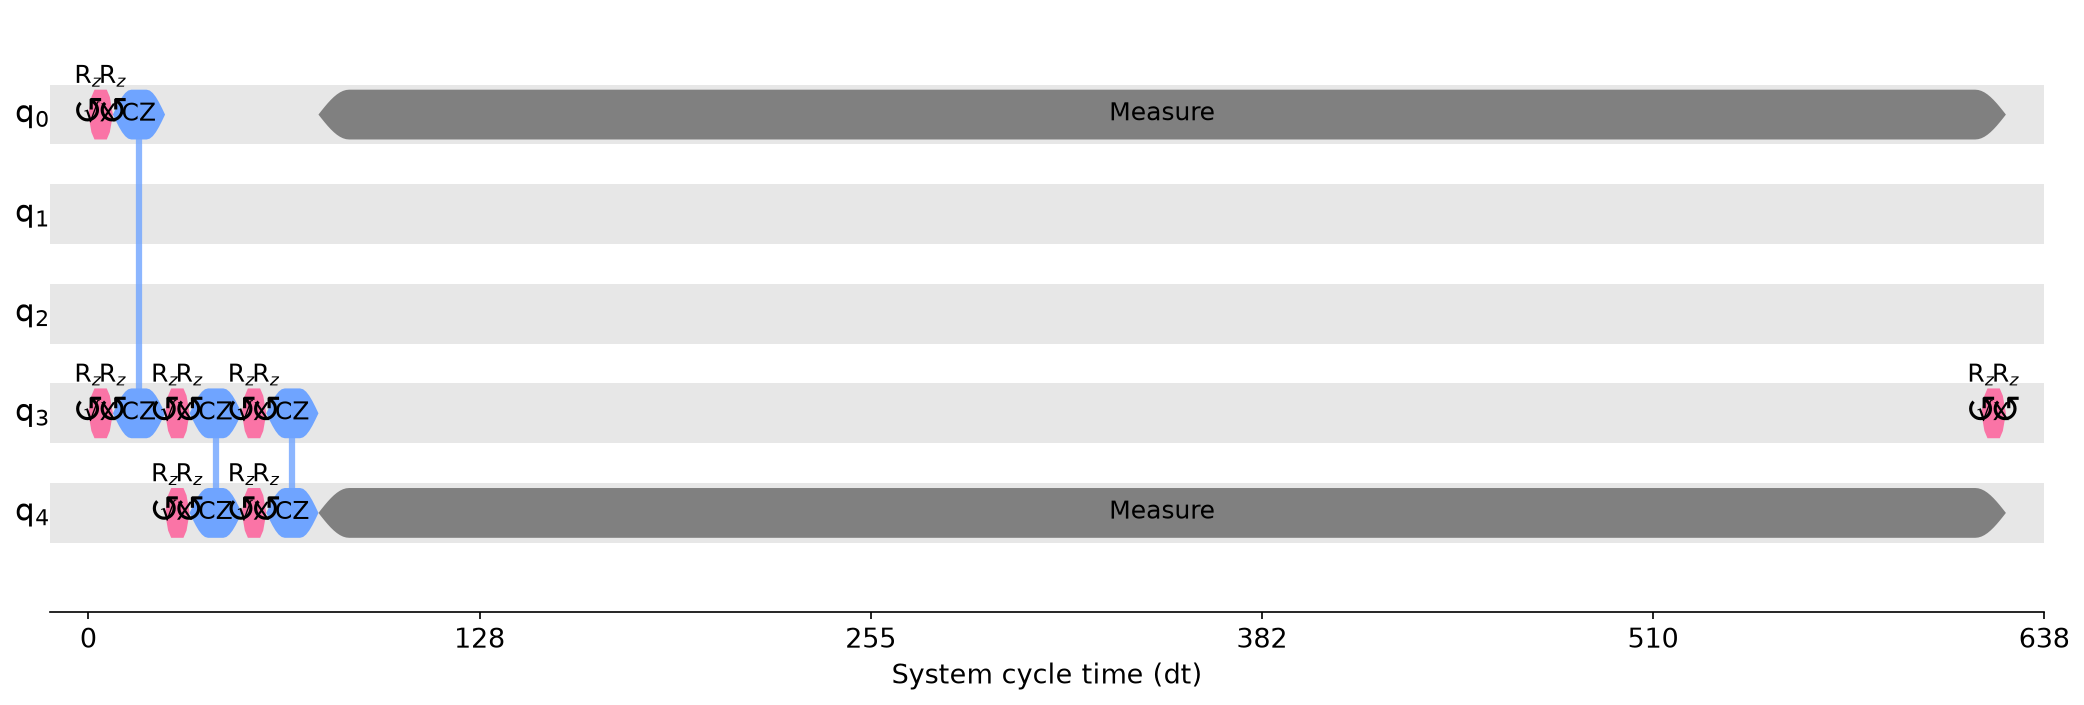 RzRz
q0 √X CZ Measure
q1
q2
RzRz RzRz RzRz RzRz
q3 √X CZ √X CZ √X CZ √X
RzRz RzRz
q4 √X CZ √X CZ Measure
0 128 255 382 510 638
System cycle time (dt)